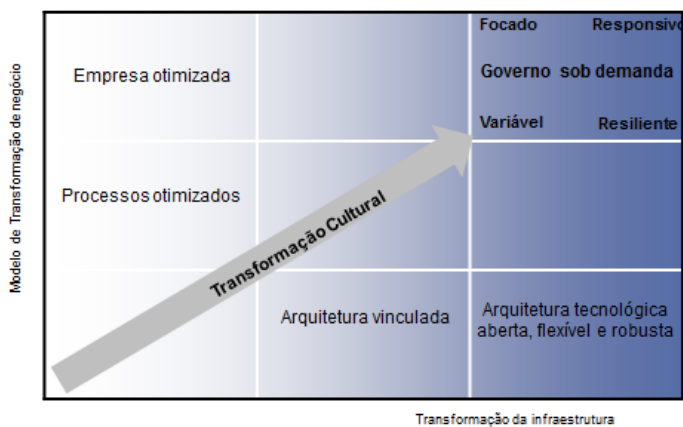 Focado Responsivo
Empresa otimizada
Governo sob demanda
Variável Resiliente
Modelo de Transformação de negócio
Processos otimizados
Transformação Cultural
Arquitetura vinculada
Arquitetura tecnológica
aberta, flexível e robusta
Transformação da infraestrutura